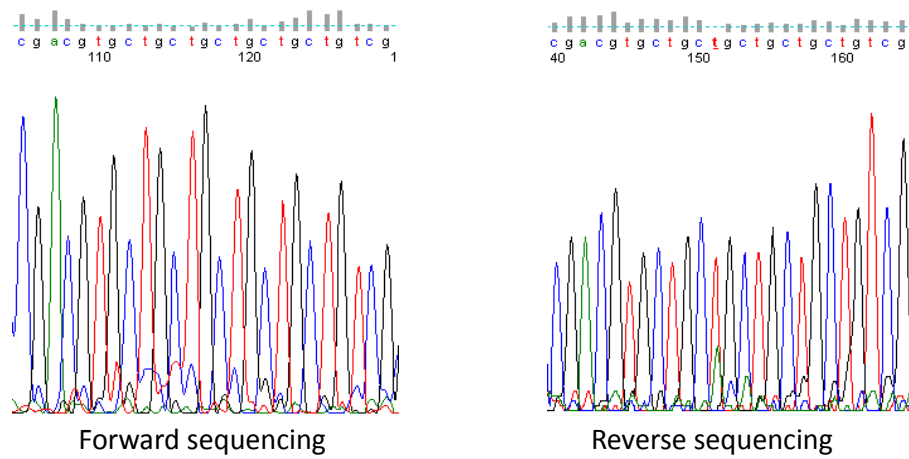 c g a c g t g c t g c t g c t g c t g c t g t c g
110 120 1
c g a c g t g c t g c t g c t g c t g c t g t c g
40 150 160
Forward sequencing
Reverse sequencing